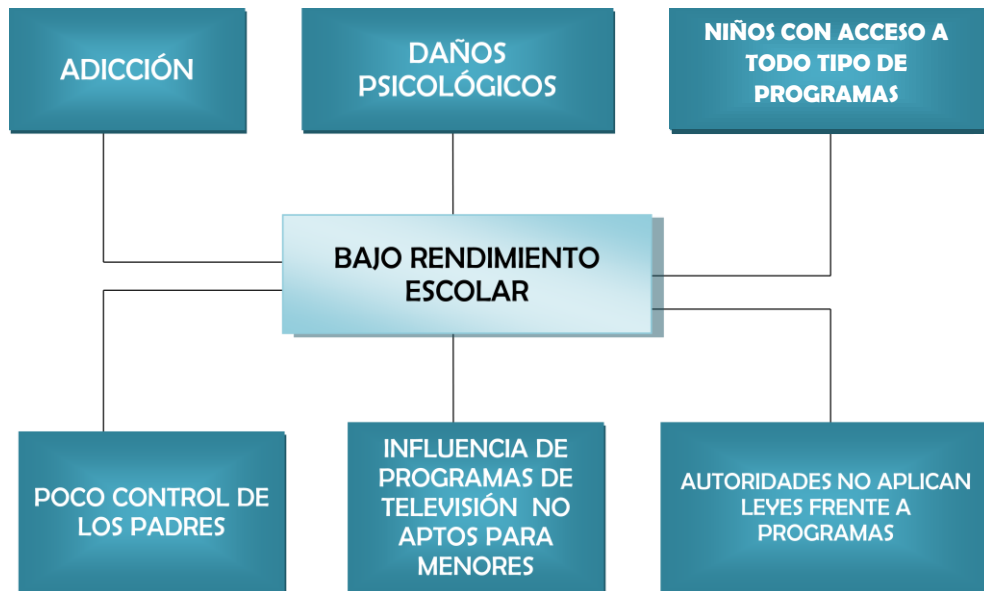 ADICCIÓN
DAÑOS
PSICOLÓGICOS
NIÑOS CON ACCESO A
TODO TIPO DE
PROGRAMAS
BAJO RENDIMIENTO
ESCOLAR
POCO CONTROL DE
LOS PADRES
INFLUENCIA DE
PROGRAMAS DE
TELEVISIÓN NO
APTOS PARA
MENORES
AUTORIDADES NO APLICAN
LEYES FRENTE A
PROGRAMAS